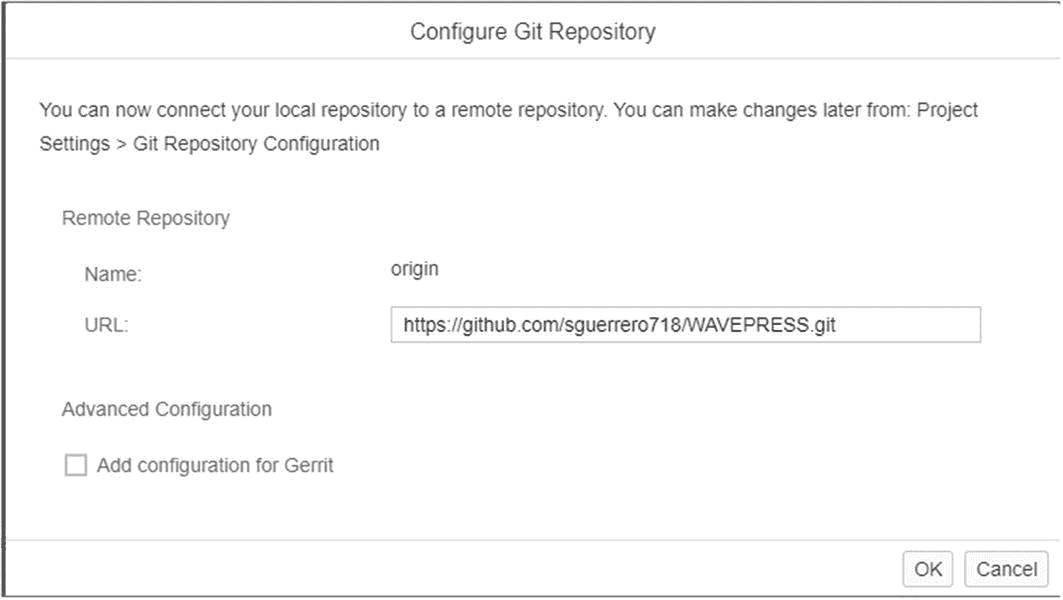 Configure Git Repository
You can now connect your local repository to a remote repository. You can make changes later from: Project
Settings > Git Repository Configuration
Remote Repository
Name: origin
URL: https://github.com/sguerrero718/WAVEPRESS.git
Advanced Configuration
Add configuration for Gerrit
OK Cancel